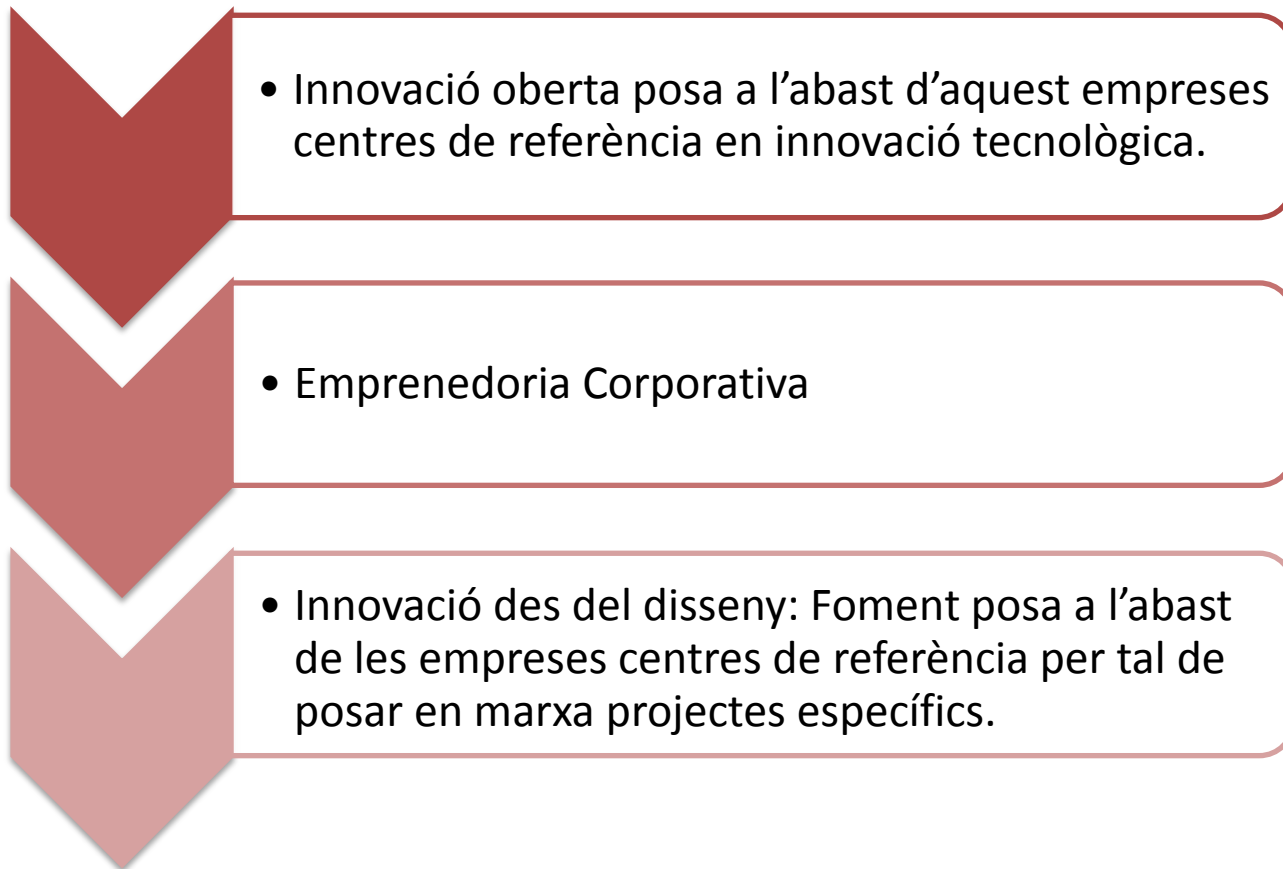 • Innovació oberta posa a l’abast d’aquest empreses
centres de referència en innovació tecnològica.
• Emprenedoria Corporativa
• Innovació des del disseny: Foment posa a l’abast
de les empreses centres de referència per tal de
posar en marxa projectes específics.